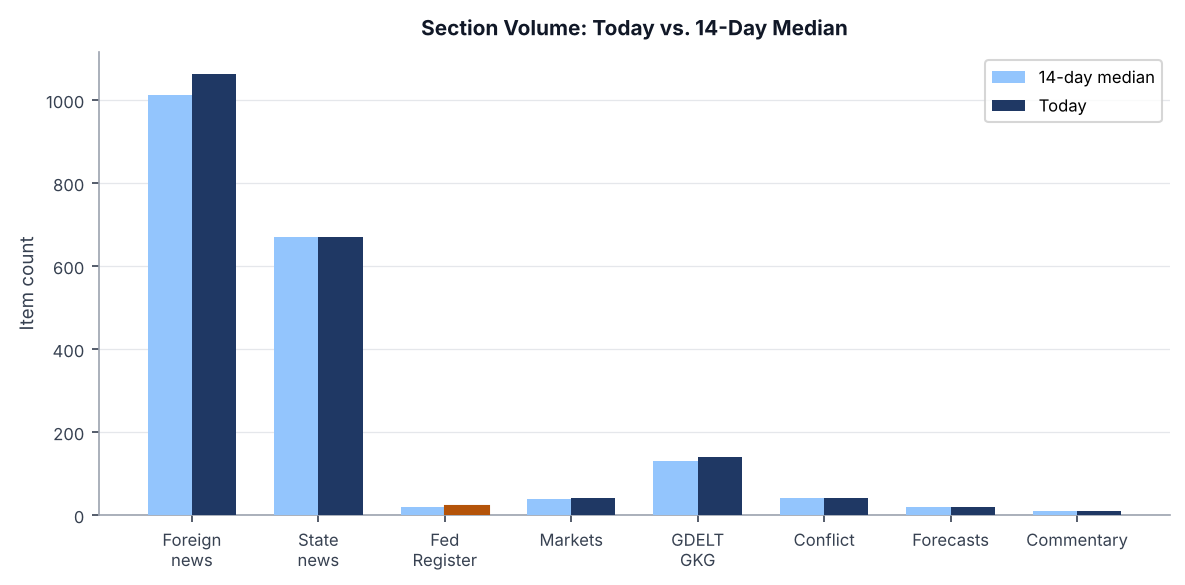 Section Volume: Today vs. 14-Day Median
14-day median
Today
Item count
1000
800
600
400
200
0
Foreign
news
State
news
Fed
Register
Markets
GDELT
GKG
Conflict
Forecasts
Commentary